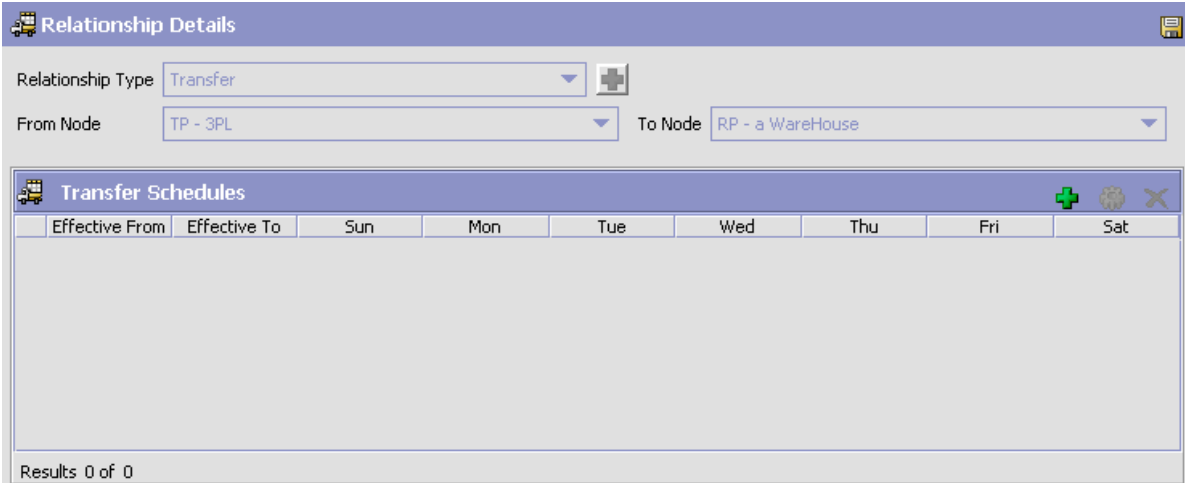 Relationship Details
Relationship Type Transfer
From Node TP - 3PL To Node RP - a WareHouse
Transfer Schedules
Effective From Effective To Sun Mon Tue Wed Thu Fri Sat
Results 0 of 0